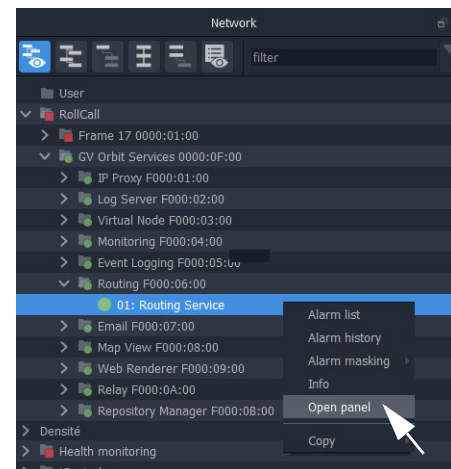 Network
filter
User
RollCall
Frame 17 0000:01:00
GV Orbit Services 0000:0F:00
IP Proxy F000:01:00
Log Server F000:02:00
Virtual Node F000:03:00
Monitoring F000:04:00
Event Logging F000:05:00
Routing F000:06:00
01: Routing Service
Email F000:07:00
Map View F000:08:00
Web Renderer F000:09:00
Relay F000:0A:00
Repository Manager F000:0B:00
Densité
Health monitoring
Alarm list
Alarm history
Alarm masking
Info
Open panel
Copy